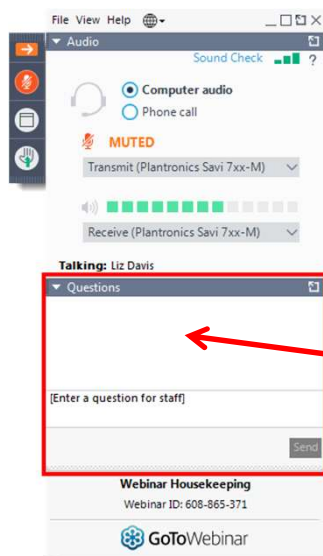 File View Help
Audio
Sound Check ?
Computer audio
Phone call
MUTED
Transmit (Plantronics Savi 7xx-M)
Receive (Plantronics Savi 7xx-M)
Talking: Liz Davis
Questions
[Enter a question for staff]
Send
Webinar Housekeeping
Webinar ID: 608-865-371
GoToWebinar